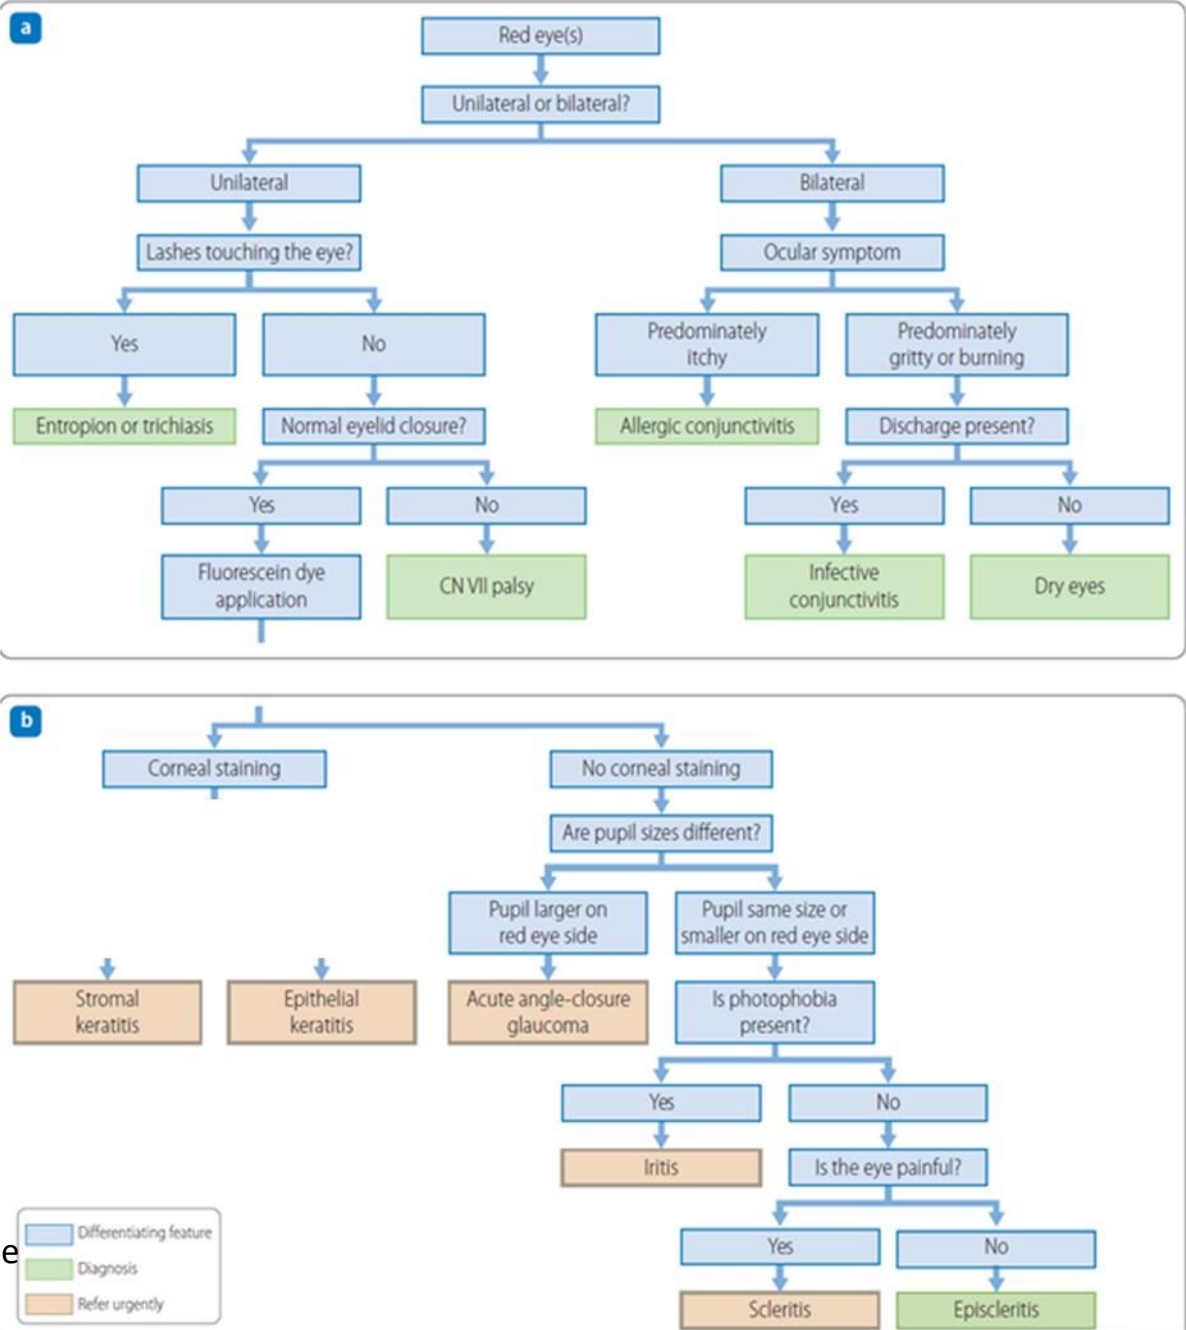 a
Red eye(s)
Unilateral or bilateral?
Unilateral
Bilateral
Lashes touching the eye?
Ocular symptom
Yes
No
Predominately
itchy
Predominately
gritty or burning
Entropion or trichiasis
Normal eyelid closure?
Allergic conjunctivitis
Discharge present?
Yes
No
Yes
No
Fluorescein dye
application
CN VII palsy
Infective
conjunctivitis
Dry eyes
b
Corneal staining
No corneal staining
Are pupil sizes different?
Pupil larger on
red eye side
Pupil same size or
smaller on red eye side
Stromal
keratitis
Epithelial
keratitis
Acute angle-closure
glaucoma
Is photophobia
present?
Yes
No
Iritis
Is the eye painful?
Yes
No
Scleritis
Episcleritis
e
Differentiating feature
Diagnosis
Refer urgently